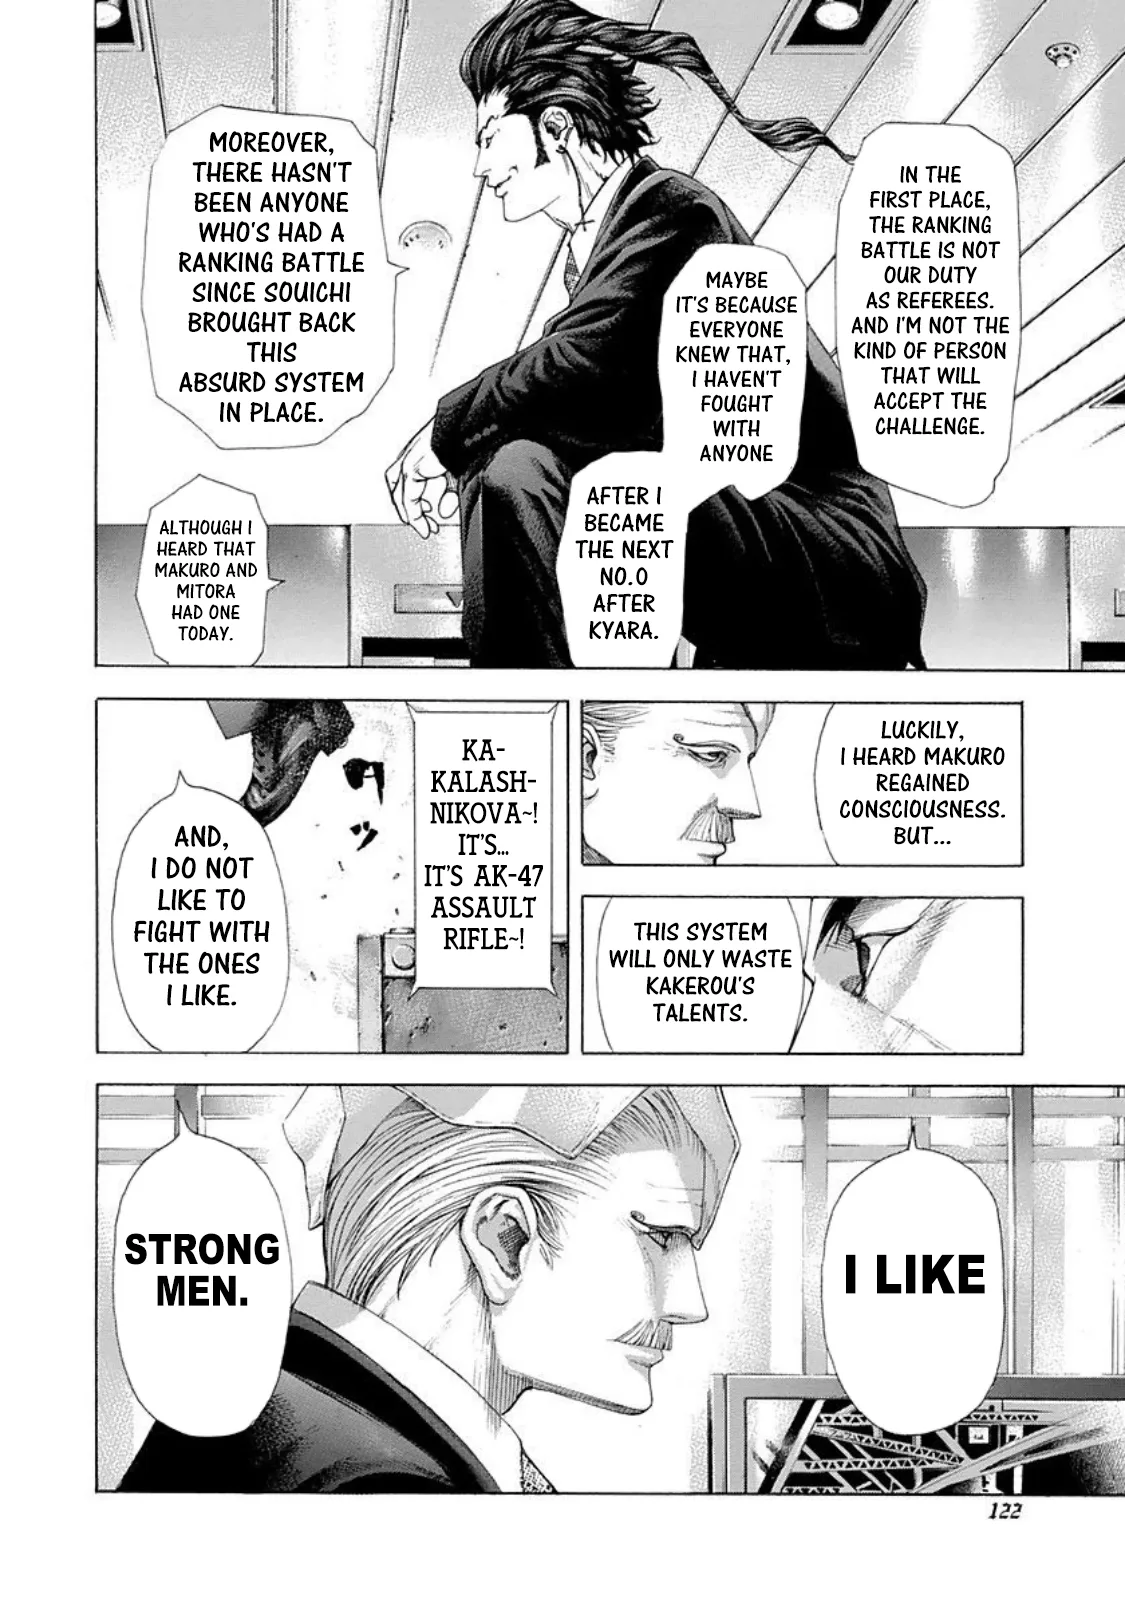 IN THE
FIRST PLACE,
THE RANKING
BATTLE IS NOT
OUR DUTY
AS REFEREES.
AND I'M NOT THE
KIND OF PERSON
THAT WILL
ACCEPT THE
CHALLENGE.
MAYBE
IT'S BECAUSE
EVERYONE
KNEW THAT,
I HAVEN'T
FOUGHT
WITH
ANYONE
AFTER I
BECAME
THE NEXT
NO.0
AFTER
KYARA.
MOREOVER,
THERE HASN'T
BEEN ANYONE
WHO'S HAD A
RANKING BATTLE
SINCE SOUICHI
BROUGHT BACK
THIS
ABSURD SYSTEM
IN PLACE.
ALTHOUGH I
HEARD THAT
MAKURO AND
MITORA
HAD ONE
TODAY.
LUCKILY,
I HEARD MAKURO
REGAINED
CONSCIOUSNESS.
BUT...
THIS SYSTEM
WILL ONLY WASTE
KAKEROU'S
TALENTS.
KA-
KALASH-
NIKOVA~!
IT'S...
IT'S AK-47
ASSAULT
RIFLE~!
ガッ
AND,
I DO NOT
LIKE TO
FIGHT WITH
THE ONES
I LIKE.
I LIKE
STRONG
MEN.
122